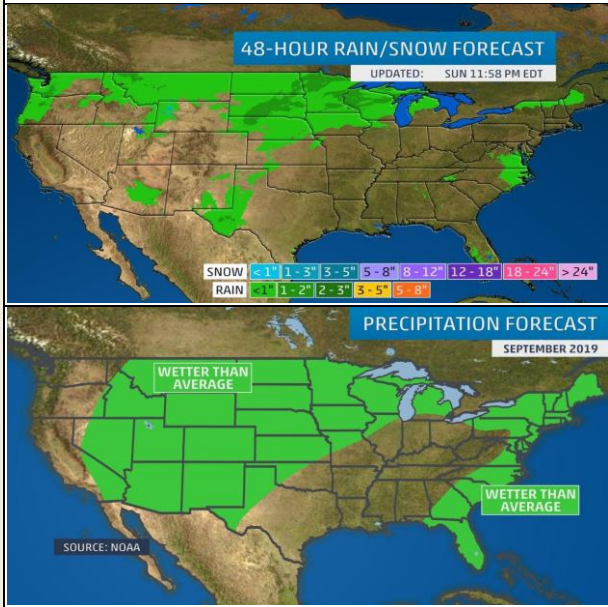 48-HOUR RAIN/SNOW FORECAST
UPDATED: SUN 11:58 PM EDT
SNOW < 1" 1 - 3" 3 - 5" 5 - 8" 8 - 12" 12 - 18" 18 - 24" > 24"
RAIN <1" 1 - 2" 2 - 3" 3 - 5" 5 - 8"
PRECIPITATION FORECAST
SEPTEMBER 2019
WETTER THAN
AVERAGE
WETTER THAN
AVERAGE
SOURCE: NOAA